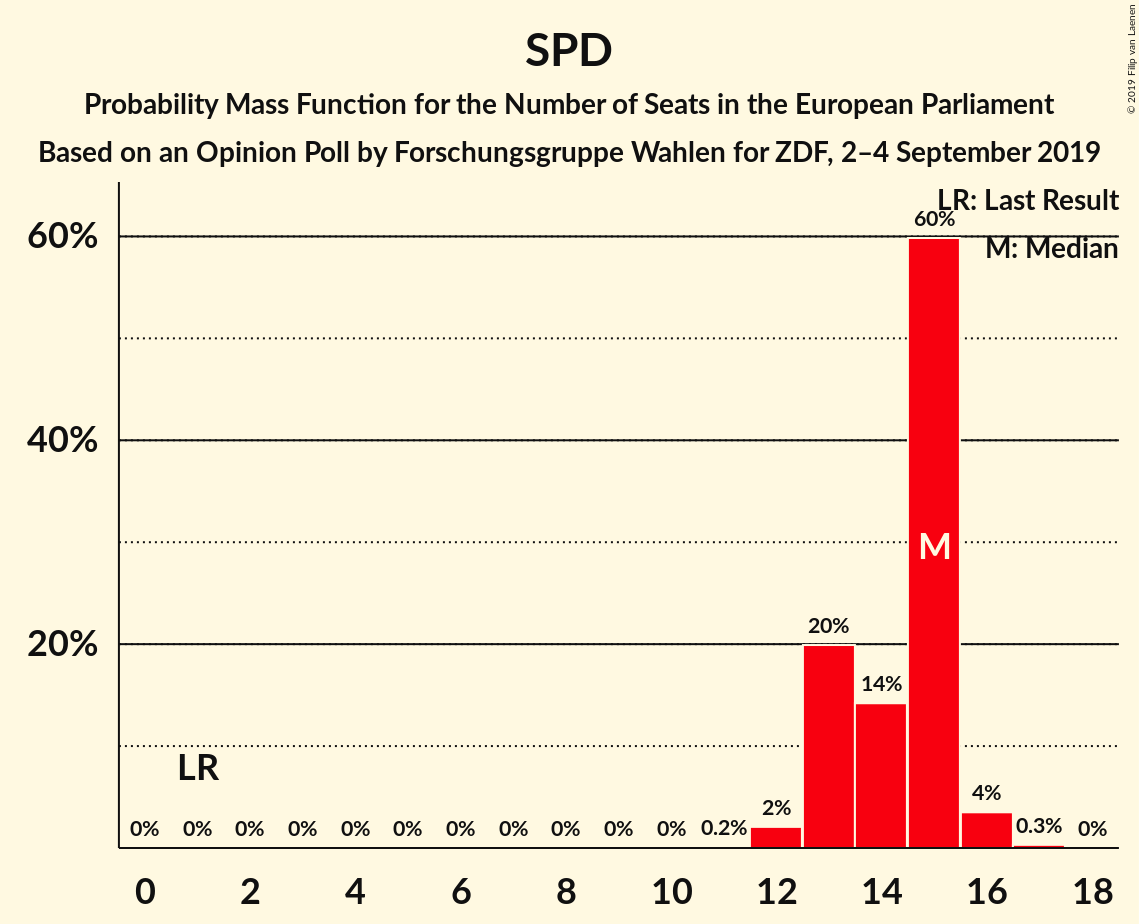 SPD
Probability Mass Function for the Number of Seats in the European Parliament
Based on an Opinion Poll by Forschungsgruppe Wahlen for ZDF, 2–4 September 2019
© 2019 Filip van Laenen
LR: Last Result
M: Median
60%
40%
20%
LR
M
0% 0% 0% 0% 0% 0% 0% 0% 0% 0% 0% 0.2% 2% 20% 14% 60% 4% 0.3% 0%
0 2 4 6 8 10 12 14 16 18